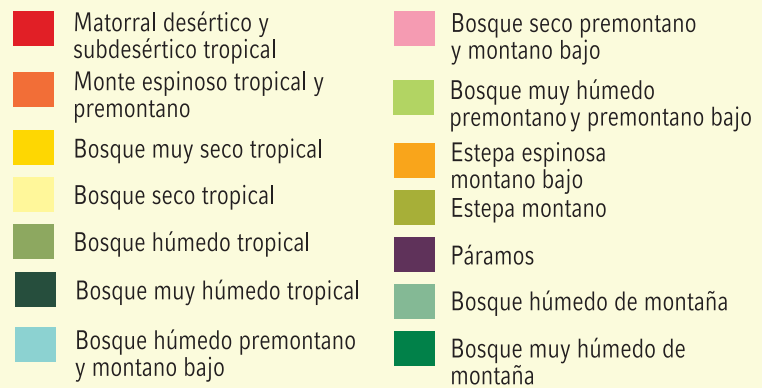 Matorral desértico y
subdesértico tropical
Monte espinoso tropical y
premontano
Bosque muy seco tropical
Bosque seco tropical
Bosque húmedo tropical
Bosque muy húmedo tropical
Bosque húmedo premontano
y montano bajo
Bosque seco premontano
y montano bajo
Bosque muy húmedo
premontano y premontano bajo
Estepa espinosa
montano bajo
Estepa montano
Páramos
Bosque húmedo de montaña
Bosque muy húmedo de
montaña